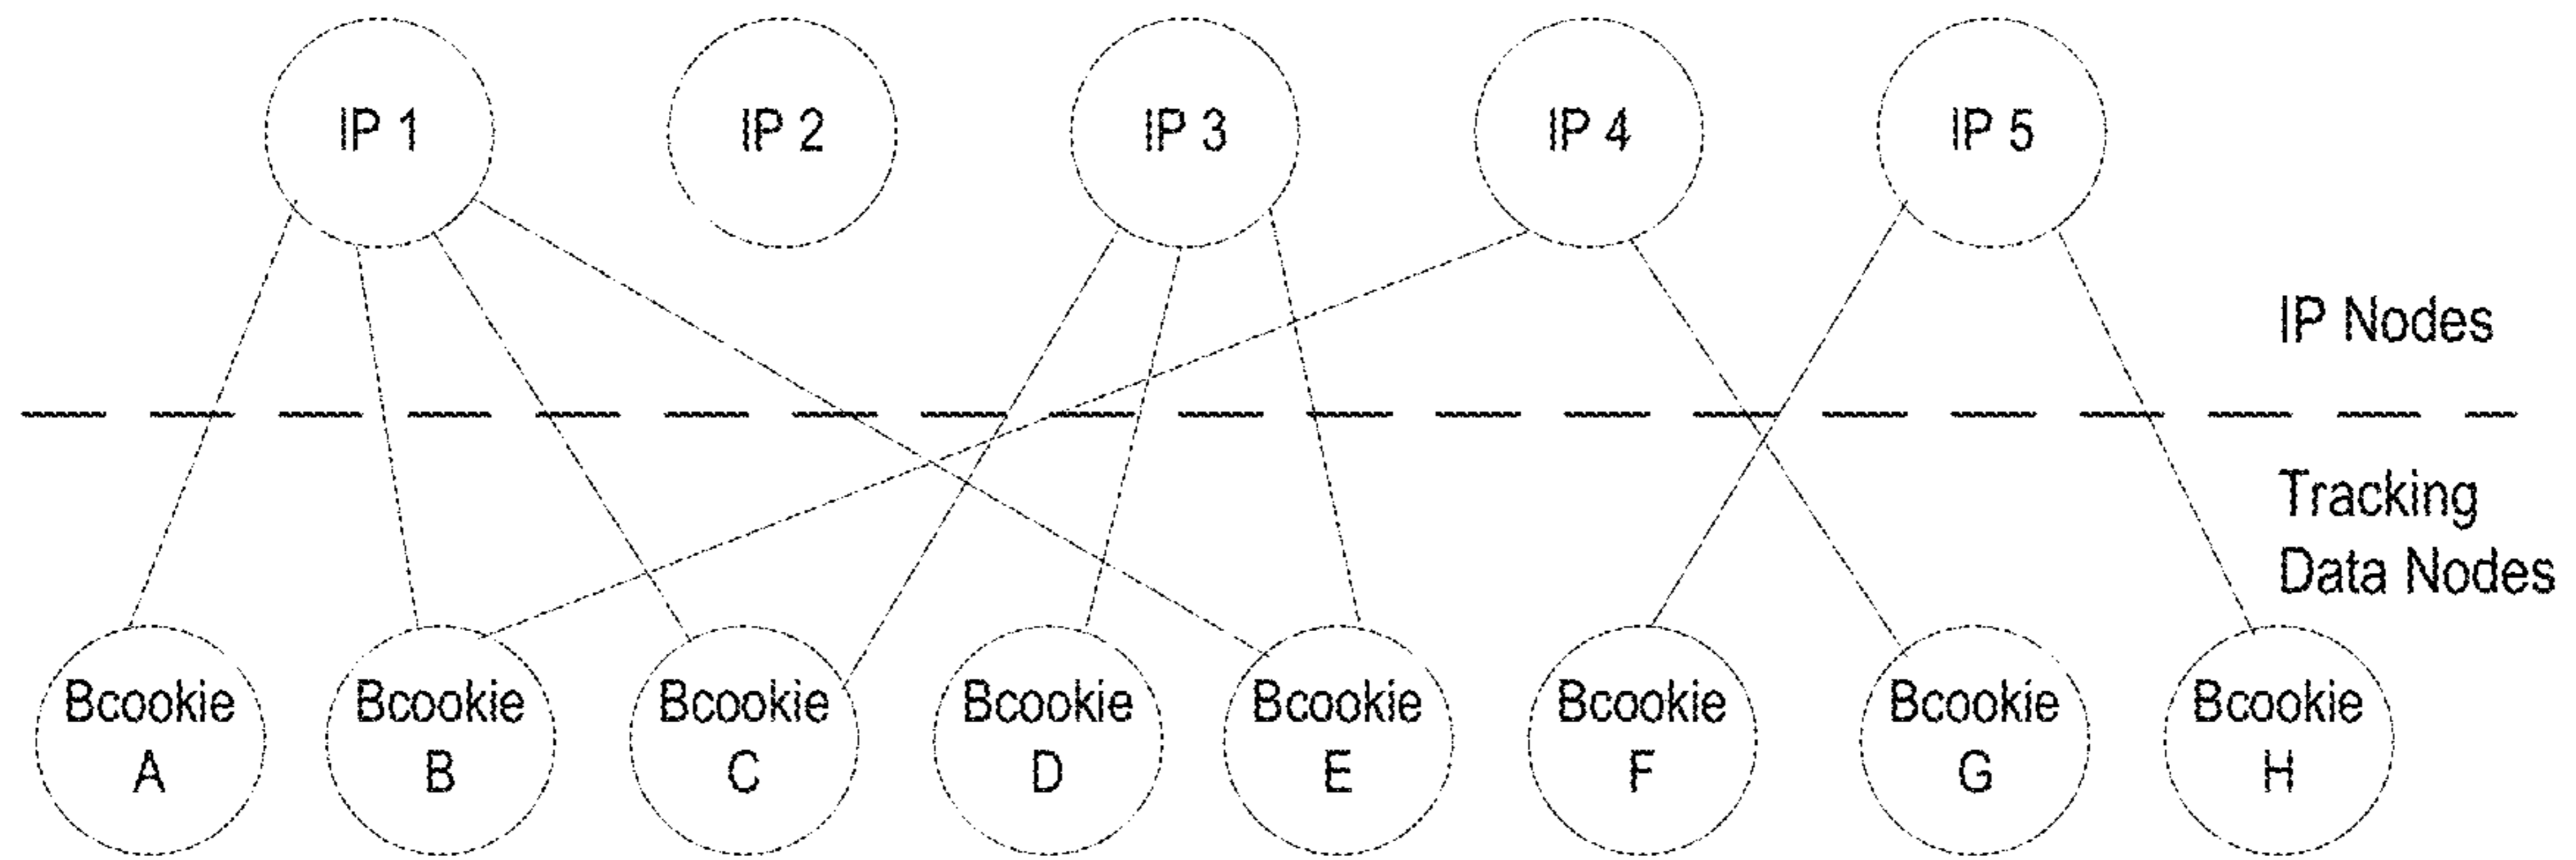 IP 1
IP 2
IP 3
IP 4
IP 5
IP Nodes
Tracking
Data Nodes
Bcookie
A
Bcookie
B
Bcookie
C
Bcookie
D
Bcookie
E
Bcookie
F
Bcookie
G
Bcookie
H